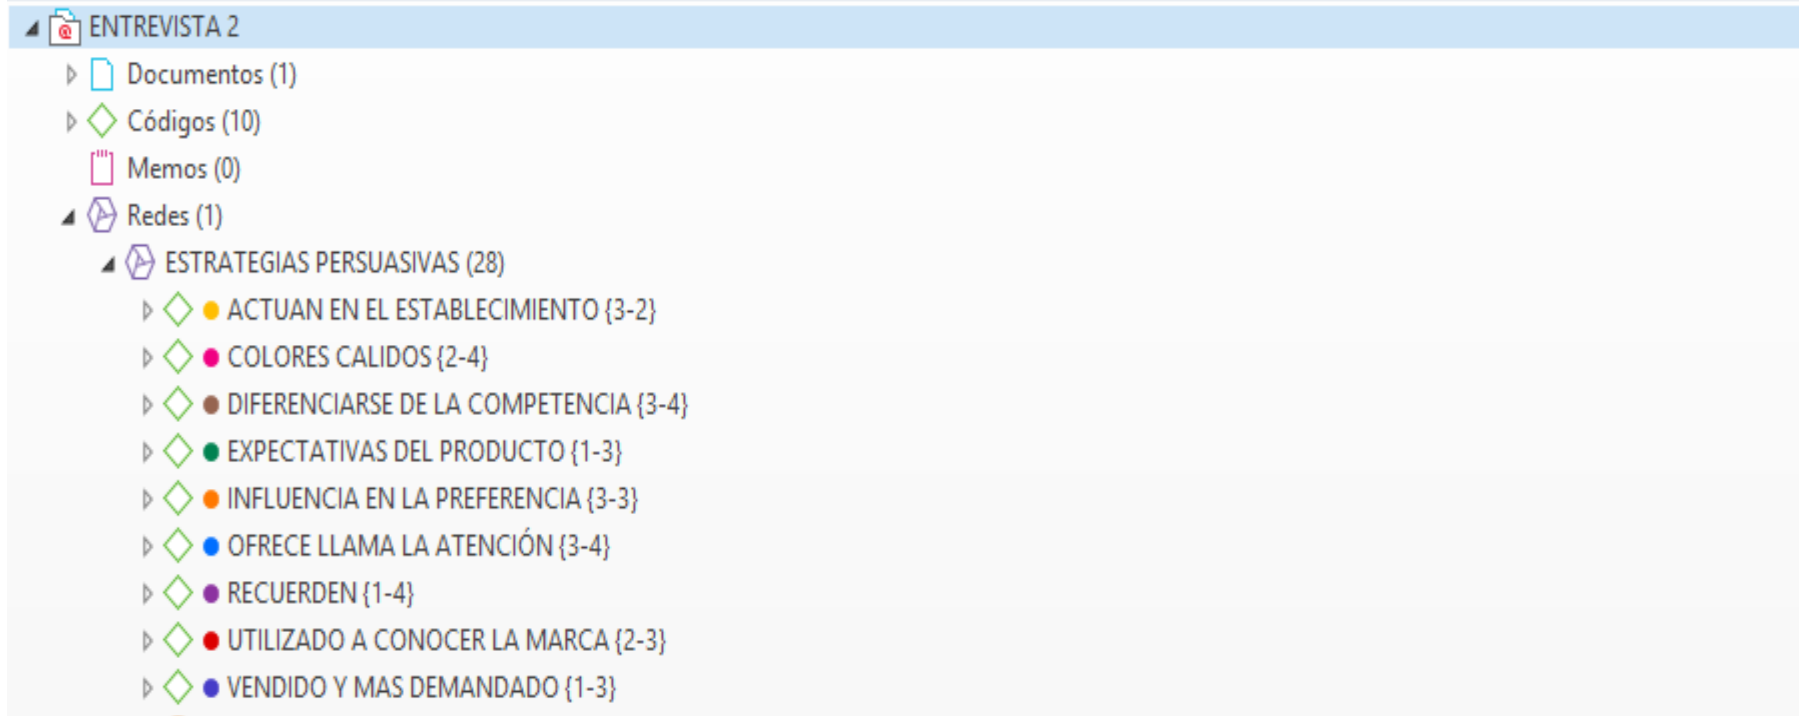 ENTREVISTA 2
Documentos (1)
Códigos (10)
Memos (0)
Redes (1)
ESTRATEGIAS PERSUASIVAS (28)
ACTUAN EN EL ESTABLECIMIENTO {3-2}
COLORES CALIDOS {2-4}
DIFERENCIARSE DE LA COMPETENCIA {3-4}
EXPECTATIVAS DEL PRODUCTO {1-3}
INFLUENCIA EN LA PREFERENCIA {3-3}
OFRECE LLAMA LA ATENCIÓN {3-4}
RECUERDEN {1-4}
UTILIZADO A CONOCER LA MARCA {2-3}
VENDIDO Y MAS DEMANDADO {1-3}